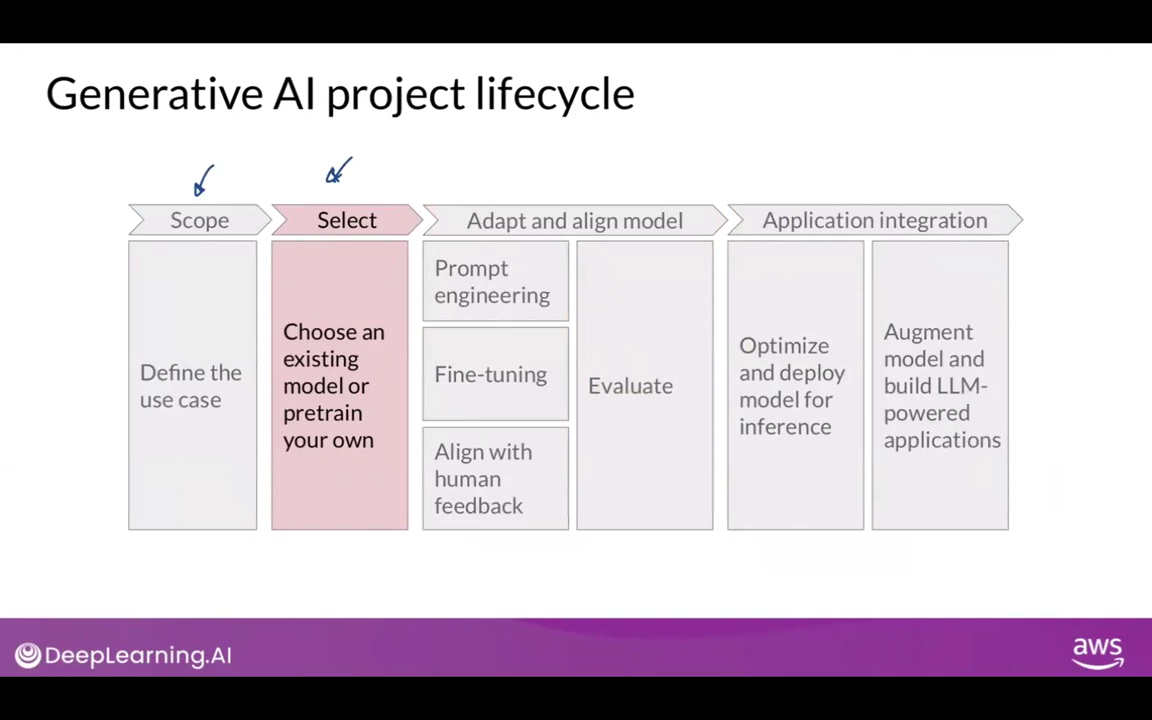 Generative AI project lifecycle
Scope
Select
Adapt and align model
Application integration
Define the
use case
Choose an
existing
model or
pretrain
your own
Prompt
engineering
Fine-tuning
Align with
human
feedback
Evaluate
Optimize
and deploy
model for
inference
Augment
model and
build LLM-
powered
applications
DeepLearning.AI
aws